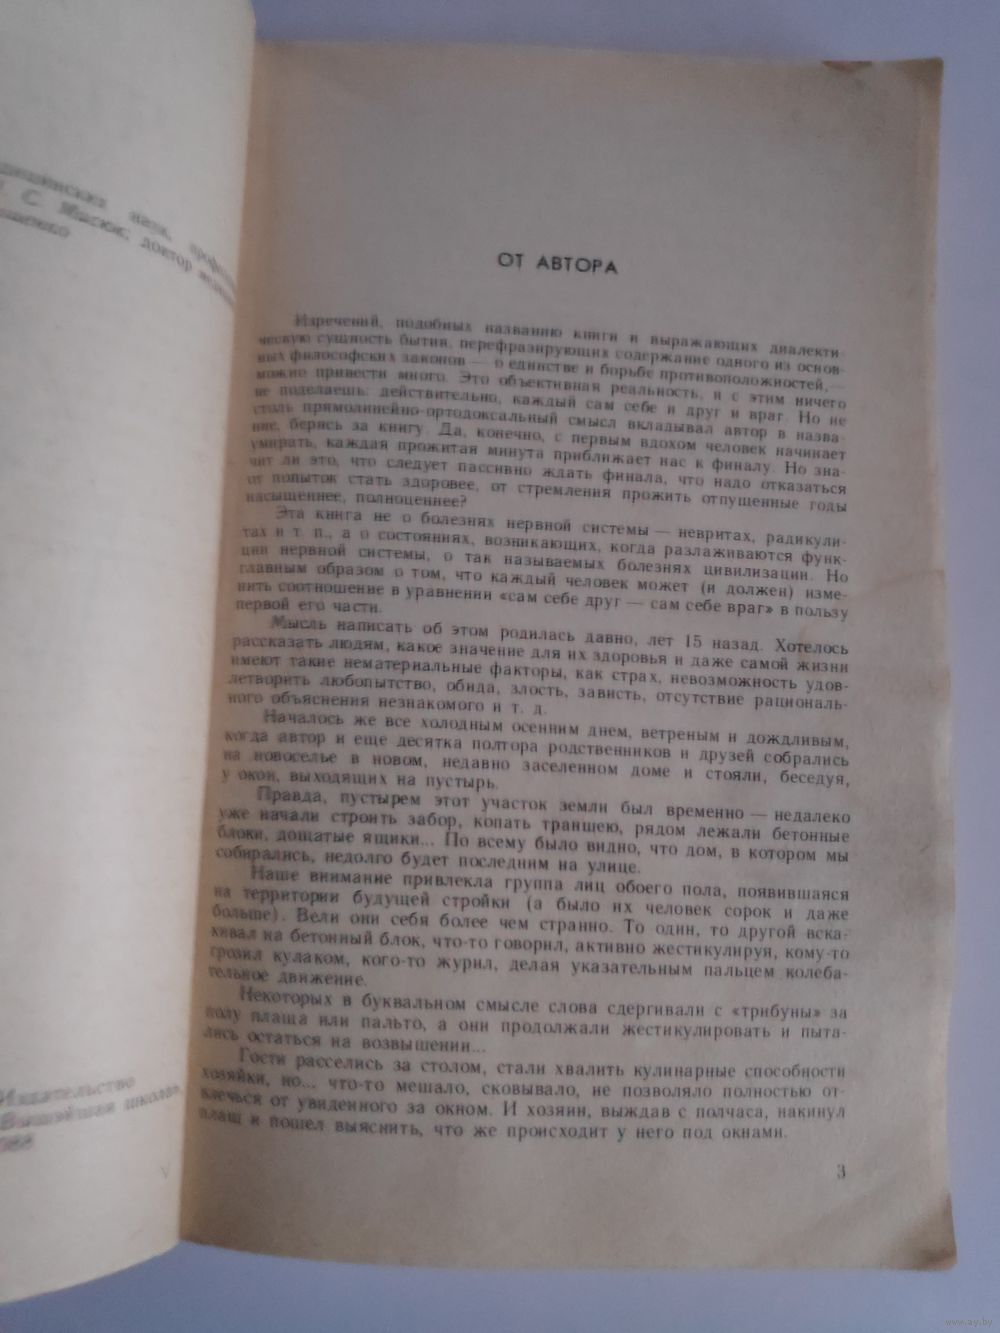 наук,
С. Мисюк; доктор
Издательство
школа»,
ОТ АВТОРА
Изречений, подобных названию книги и выражающих диалекти-
ческую сущность бытия, перефразирующих содержание одного из основ-
ных философских законов — о единстве и борьбе противоположностей,—
можно привести много. Это объективная реальность, и с этим ничего
не поделаешь: действительно, каждый сам себе и друг и враг. Но не
столь прямолинейно-ортодоксальный смысл вкладывал автор в назва-
ние, берясь за книгу. Да, конечно, с первым вдохом человек начинает
умирать, каждая прожитая минута приближает нас к финалу. Но зна-
чит ли это, что следует пассивно ждать финала, что надо отказаться
от попыток стать здоровее, от стремления прожить отпущенные годы
насыщеннее, полноценнее?
Эта книга не о болезнях нервной системы — невритах, радикули-
тах и т. п., а о состояниях, возникающих, когда разлаживаются функ-
ции нервной системы, о так называемых болезнях цивилизации. Но
главным образом о том, что каждый человек может (и должен) изме-
нить соотношение в уравнении «сам себе друг — сам себе враг» в пользу
первой его части.
Мысль написать об этом родилась давно, лет 15 назад. Хотелось
рассказать людям, какое значение для их здоровья и даже самой жизни
имеют такие нематериальные факторы, как страх, невозможность удов-
летворить любопытство, обида, злость, зависть, отсутствие рациональ-
ного объяснения незнакомого и т. д.
Началось же все холодным осенним днем, ветреным и дождливым,
когда автор и еще десятка полтора родственников и друзей собрались
на новоселье в новом, недавно заселенном доме и стояли, беседуя,
у окон, выходящих на пустырь.
Правда, пустырем этот участок земли был временно — недалеко
уже начали строить забор, копать траншею, рядом лежали бетонные
блоки, дощатые ящики... По всему было видно, что дом, в котором мы
собирались, недолго будет последним на улице.
Наше внимание привлекла группа лиц обоего пола, появившаяся
на территории будущей стройки (а было их человек сорок и даже
больше). Вели они себя более чем странно. То один, то другой вска-
кивал на бетонный блок, что-то говорил, активно жестикулируя, кому-то
грозил кулаком, кого-то журил, делая указательным пальцем колеба-
тельное движение.
Некоторых в буквальном смысле слова сдергивали с «трибуны» за
полу плаща или пальто, а они продолжали жестикулировать и пыта-
лись остаться на возвышении...
Гости расселись за столом, стали хвалить кулинарные способности
хозяйки, но... что-то мешало, сковывало, не позволяло полностью от-
влечься от увиденного за окном. И хозяин, выждав с полчаса, накинул
плащ и пошел выяснить, что же происходит у него под окнами.
3
www.ay.by